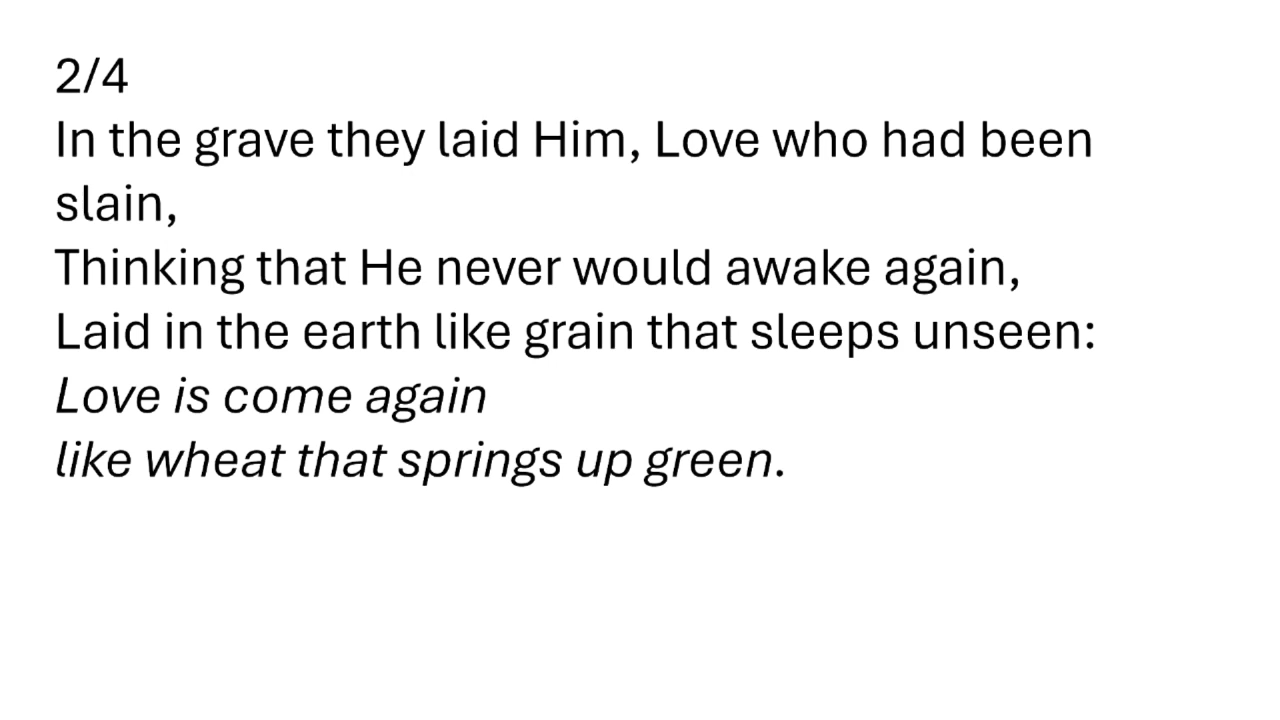 2/4
In the grave they laid Him, Love who had been
slain,
Thinking that He never would awake again,
Laid in the earth like grain that sleeps unseen:
Love is come again
like wheat that springs up green.